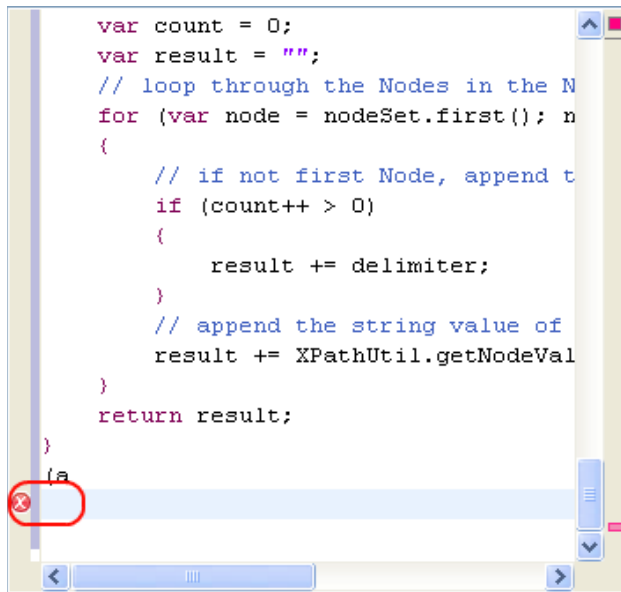 var count = 0;
var result = "";
// loop through the Nodes in the N
for (var node = nodeSet.first(); n
{
// if not first Node, append t
if (count++ > 0)
{
result += delimiter;
}
// append the string value of
result += XPathUtil.getNodeVal
}
return result;
}
(a